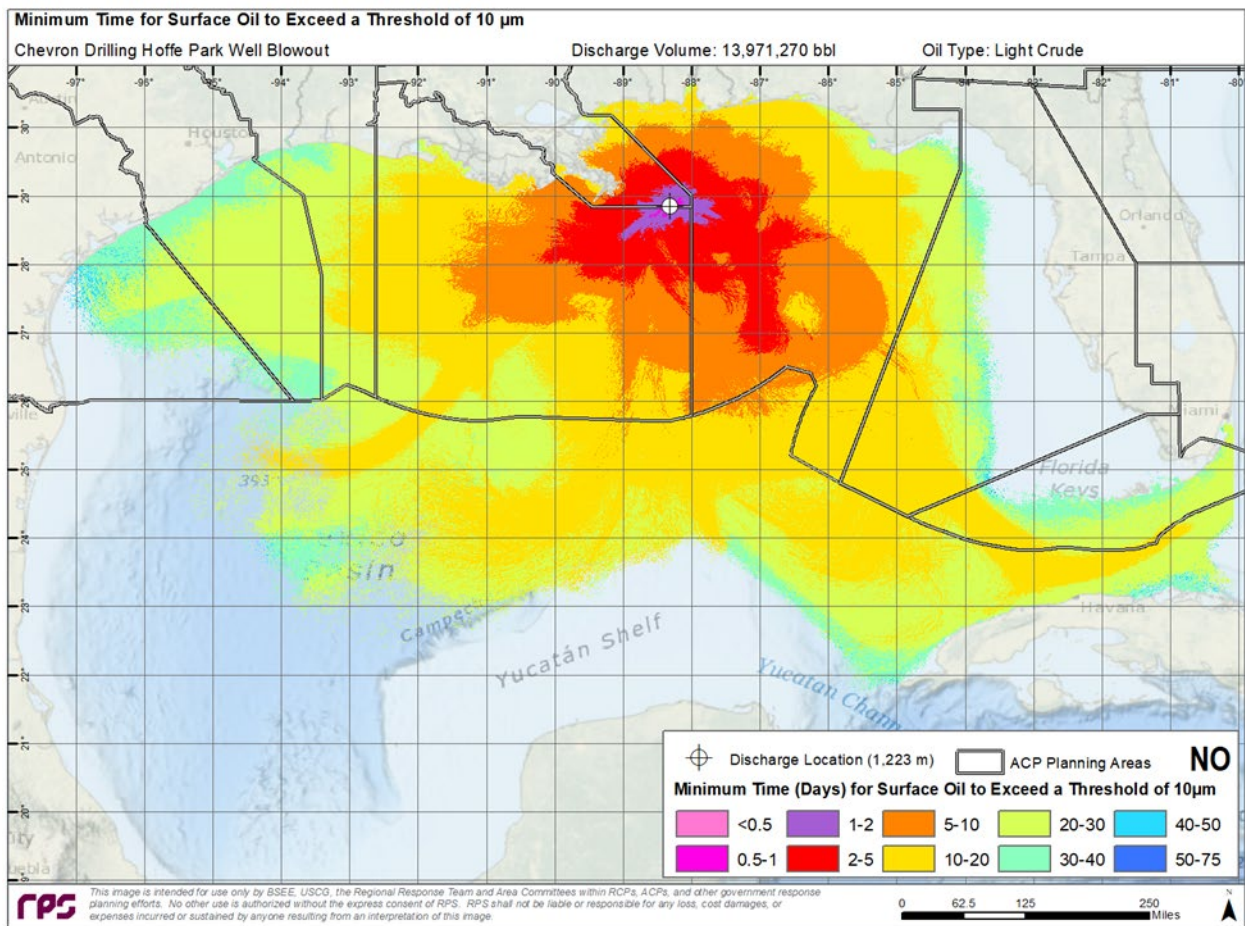 Minimum Time for Surface Oil to Exceed a Threshold of 10 µm
Chevron Drilling Hoffe Park Well Blowout Discharge Volume: 13,971,270 bbl Oil Type: Light Crude
-97° -96° -95° -94° -93° -92° -91° -90° -89° -88° -87° -86° -85° -84° -83° -82° -81° -80
Austin
30°
Houston
Antonio
29°
Orlando
28°
Tampa
27°
26°
ville
Miami
25°
393
Florida
Keys
24°
23°
Campec
Havana
Yucatán Shelf
22°
Yucatan Chann
21°
20°
19°
Discharge Location (1,223 m) ACP Planning Areas NO
Minimum Time (Days) for Surface Oil to Exceed a Threshold of 10µm
<0.5 1-2 5-10 20-30 40-50
0.5-1 2-5 10-20 30-40 50-75
rps
This image is intended for use only by BSEE, USCG, the Regional Response Team and Area Committees within RCPs, ACPs, and other government response
planning efforts. No other use is authorized without the express consent of RPS. RPS shall not be liable or responsible for any loss, cost damages, or
expenses incurred or sustained by anyone resulting from an interpretation of this image.
0 62.5 125 250
Miles
N